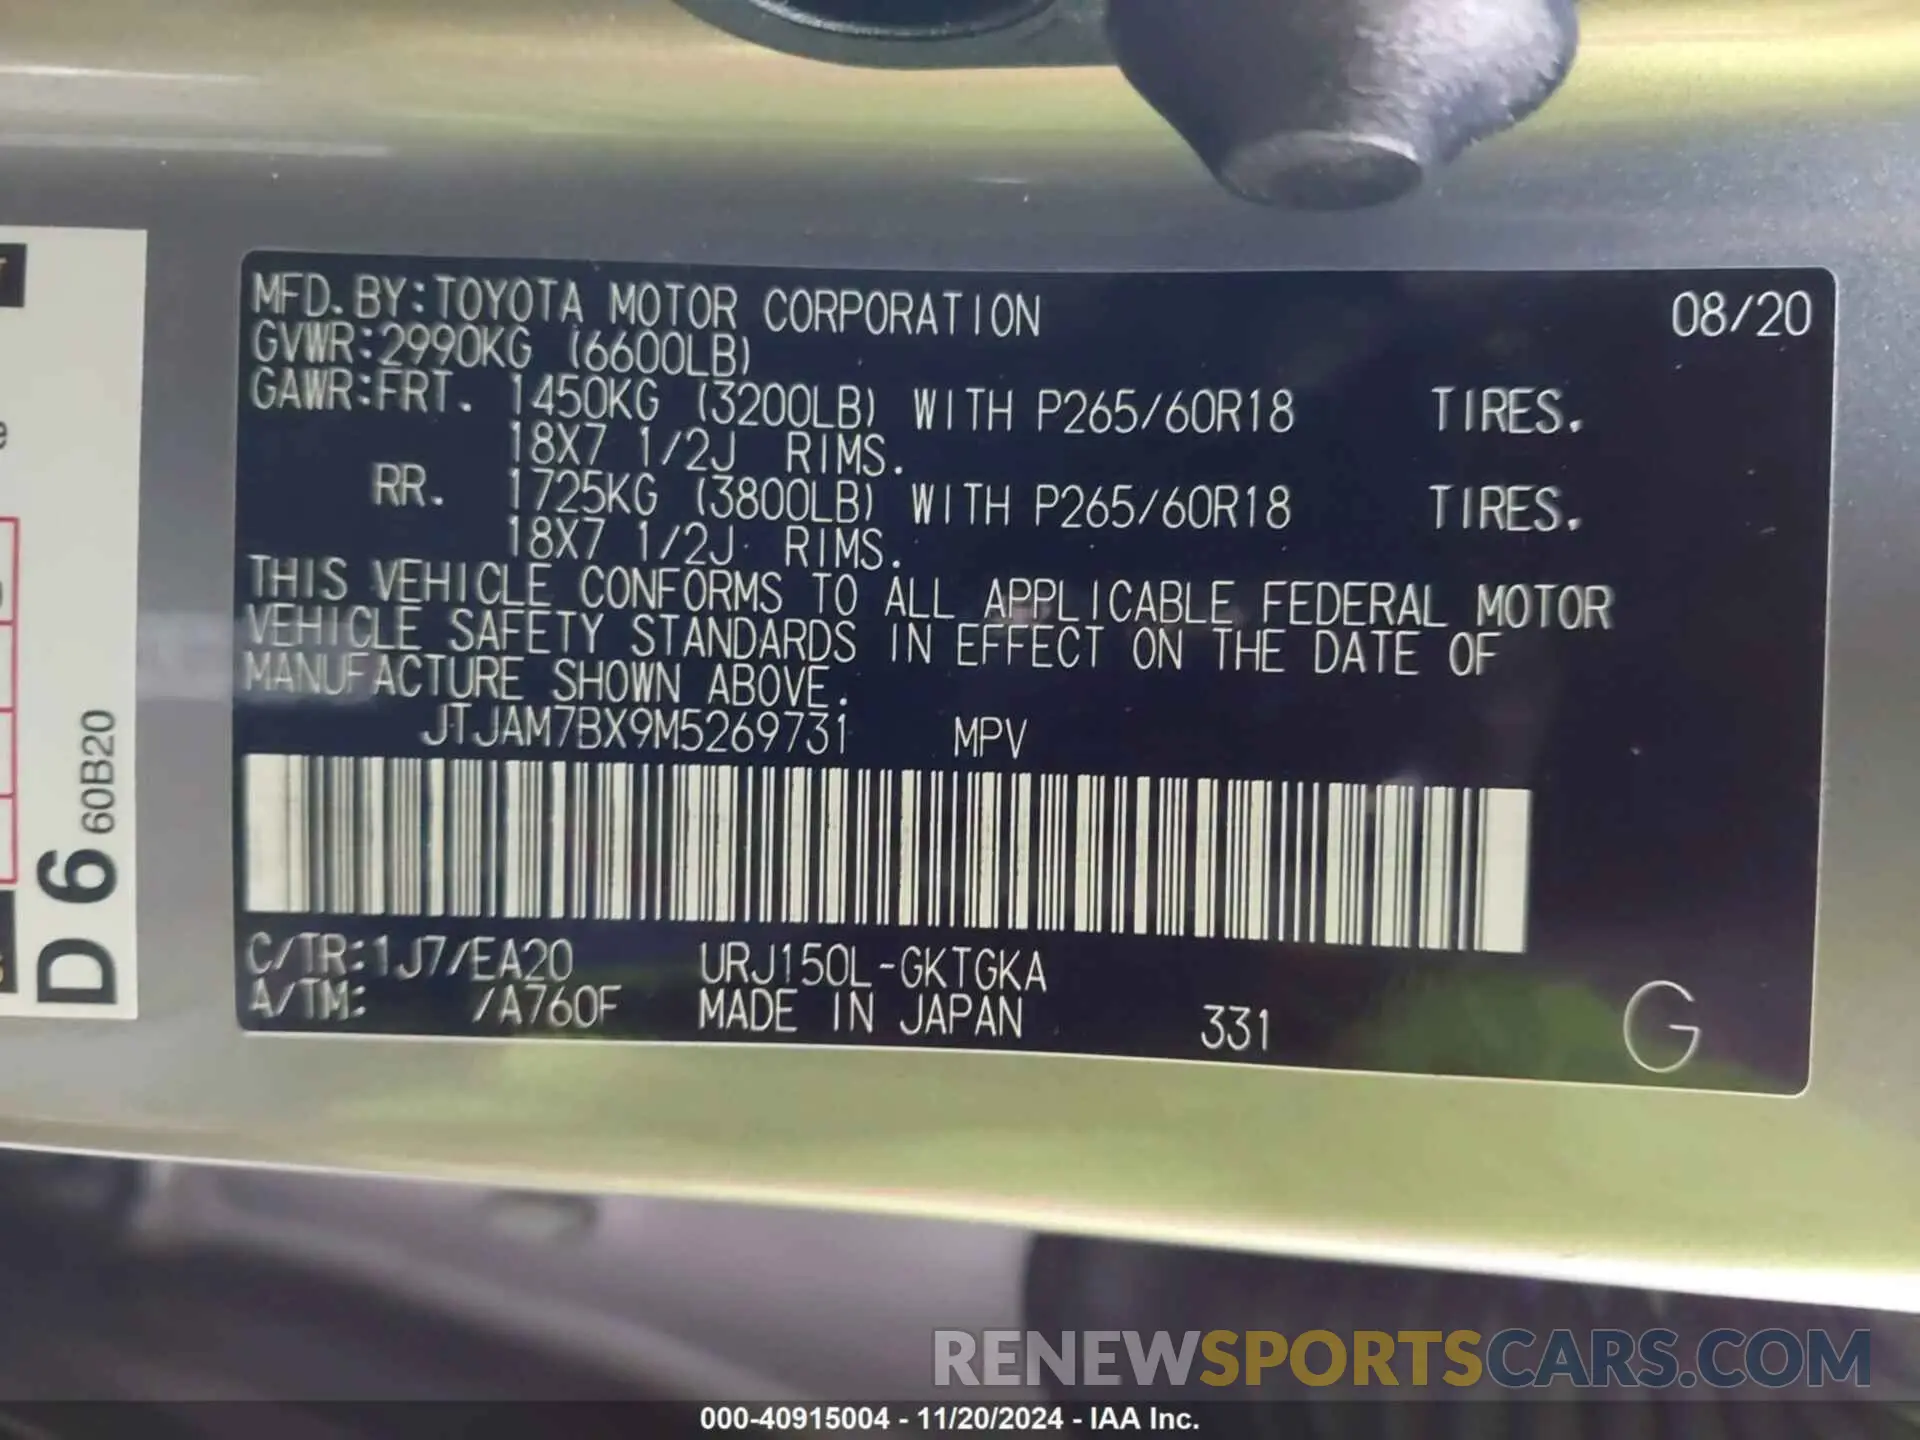 MFD.BY:TOYOTA MOTOR CORPORATION 08/20
GVWR:2990KG (6600LB)
GAWR:FRT. 1450KG (3200LB) WITH P265/60R18 TIRES.
18X7 1/2J RIMS.
RR. 1725KG (3800LB) WITH P265/60R18 TIRES.
18X7 1/2J RIMS.
THIS VEHICLE CONFORMS TO ALL APPLICABLE FEDERAL MOTOR
VEHICLE SAFETY STANDARDS IN EFFECT ON THE DATE OF
MANUFACTURE SHOWN ABOVE.
JTJAM7BX9M5269731 MPV
C/TR:1J7/EA20 URJ150L-GKTGKA
A/TM: /A760F MADE IN JAPAN 331 G
D 6
60B20
RENEWSPORTSCARS.COM
000-40915004 - 11/20/2024 - IAA Inc.